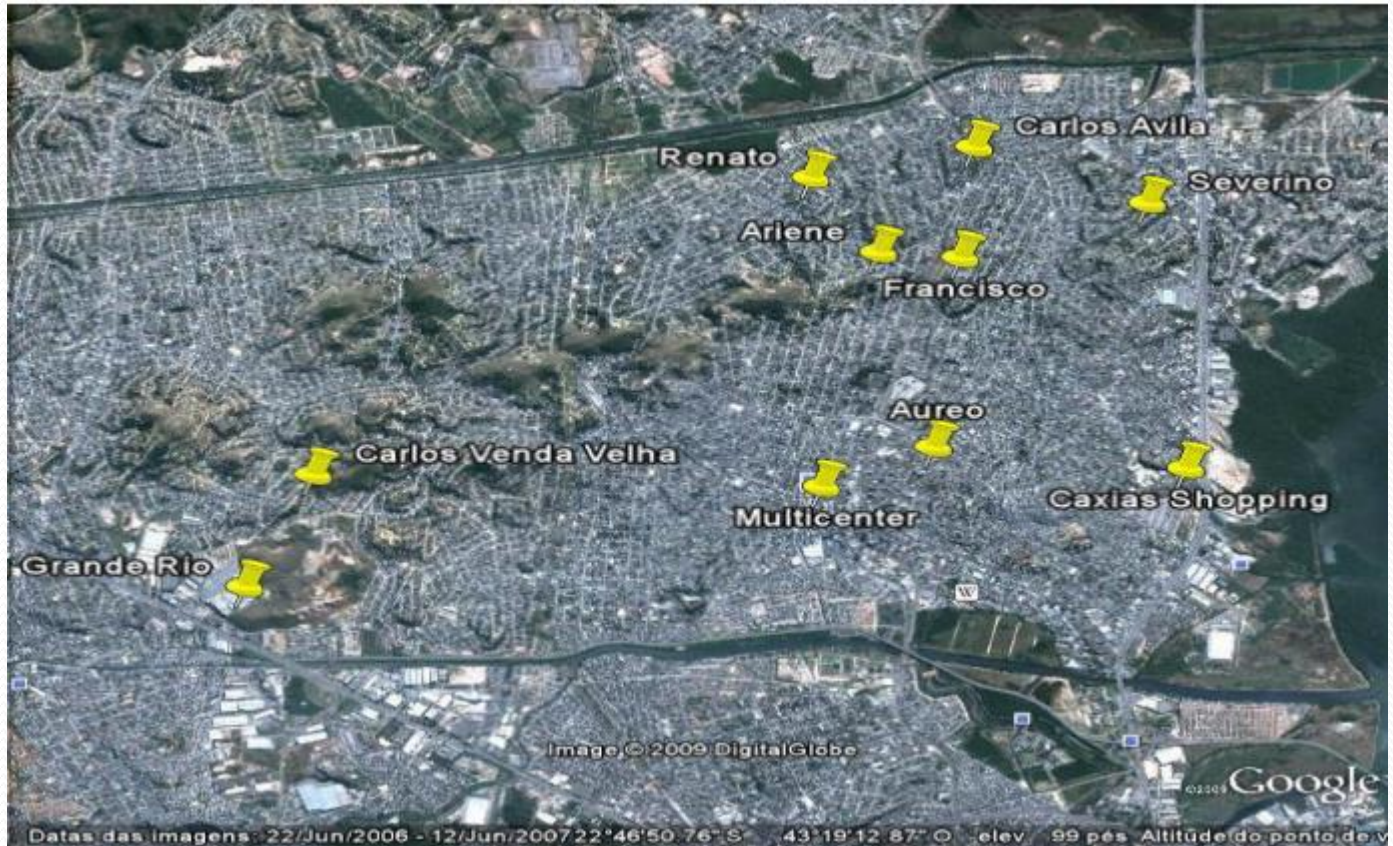 Carlos Avila
Renato
Severino
Ariene
Francisco
Aureo
Carlos Venda Velha
Caxias Shopping
Multicenter
Grande Rio
W
Image © 2009 DigitalGlobe
©2009 Google
Datas das imagens: 22/Jun/2006 - 12/Jun/2007 22°46'50.76" S 43°19'12.87" O elev 99 pés Altitude do ponto de v